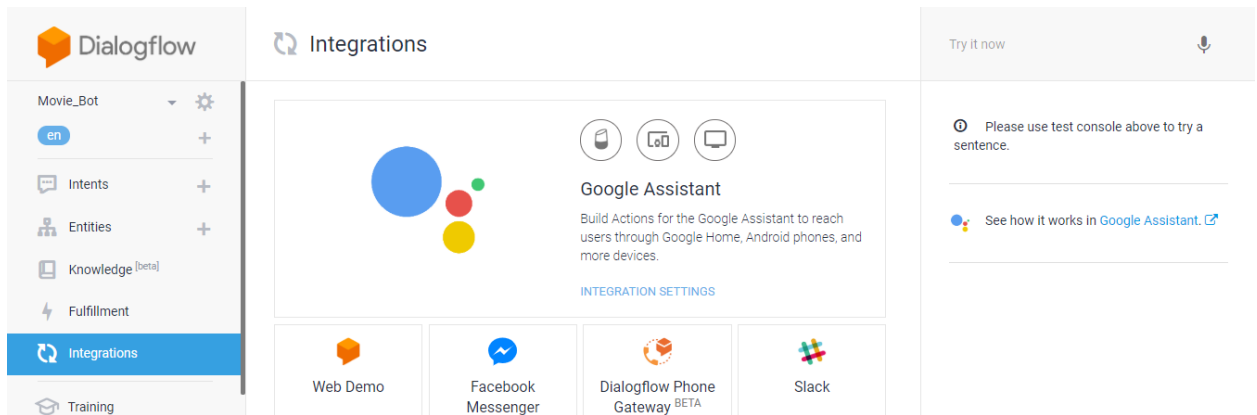 Dialogflow
Integrations
Try it now
Movie_Bot
en
Intents
Entities
Knowledge [beta]
Fulfillment
Integrations
Training
Google Assistant
Build Actions for the Google Assistant to reach
users through Google Home, Android phones, and
more devices.
INTEGRATION SETTINGS
Web Demo
Facebook
Messenger
Dialogflow Phone
Gateway BETA
Slack
Please use test console above to try a
sentence.
See how it works in Google Assistant.